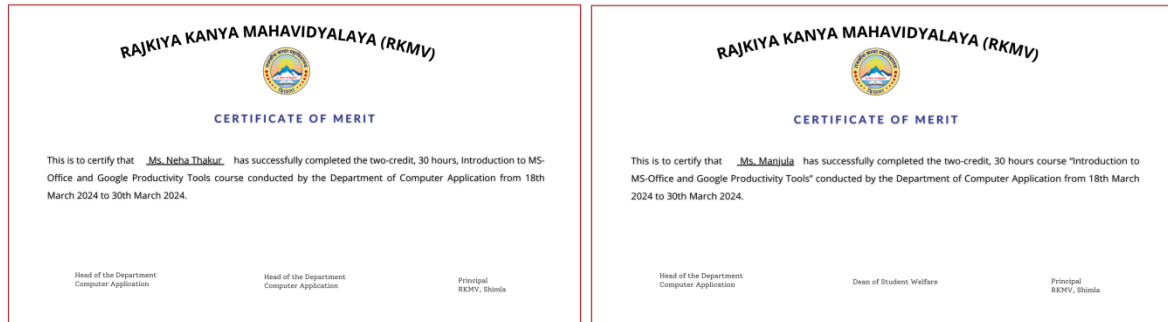 RAJKIYA KANYA MAHAVIDYALAYA (RKMV)
CERTIFICATE OF MERIT
This is to certify that Ms. Neha Thakur has successfully completed the two-credit, 30 hours, Introduction to MS-
Office and Google Productivity Tools course conducted by the Department of Computer Application from 18th
March 2024 to 30th March 2024.
Head of the Department
Computer Application
Head of the Department
Computer Application
Principal
RKMV, Shimla
RAJKIYA KANYA MAHAVIDYALAYA (RKMV)
CERTIFICATE OF MERIT
This is to certify that Ms. Manjula has successfully completed the two-credit, 30 hours course “Introduction to
MS-Office and Google Productivity Tools” conducted by the Department of Computer Application from 18th March
2024 to 30th March 2024.
Head of the Department
Computer Application
Dean of Student Welfare
Principal
RKMV, Shimla